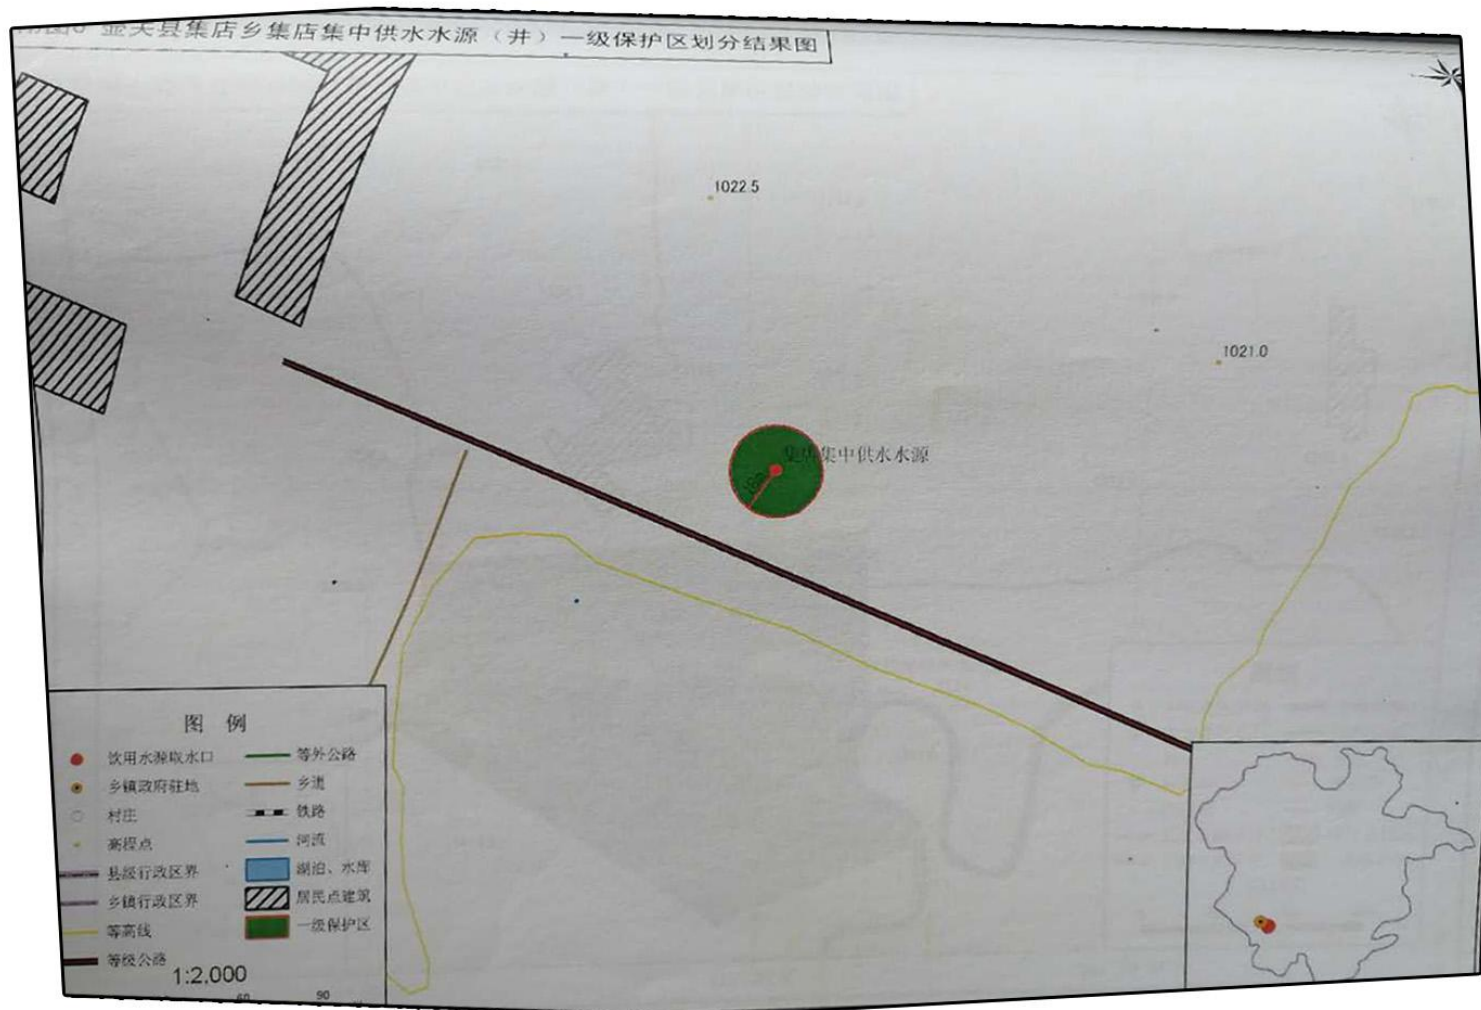 壶关县集店乡集店集中供水水源（井）一级保护区划分结果图
1022.5
1021.0
集店集中供水水源
图 例
饮用水源取水口
等外公路
乡镇政府驻地
乡道
村庄
铁路
高程点
河流
县级行政区界
湖泊、水库
乡镇行政区界
居民点建筑
等高线
一级保护区
等级公路
1:2,000
60
90